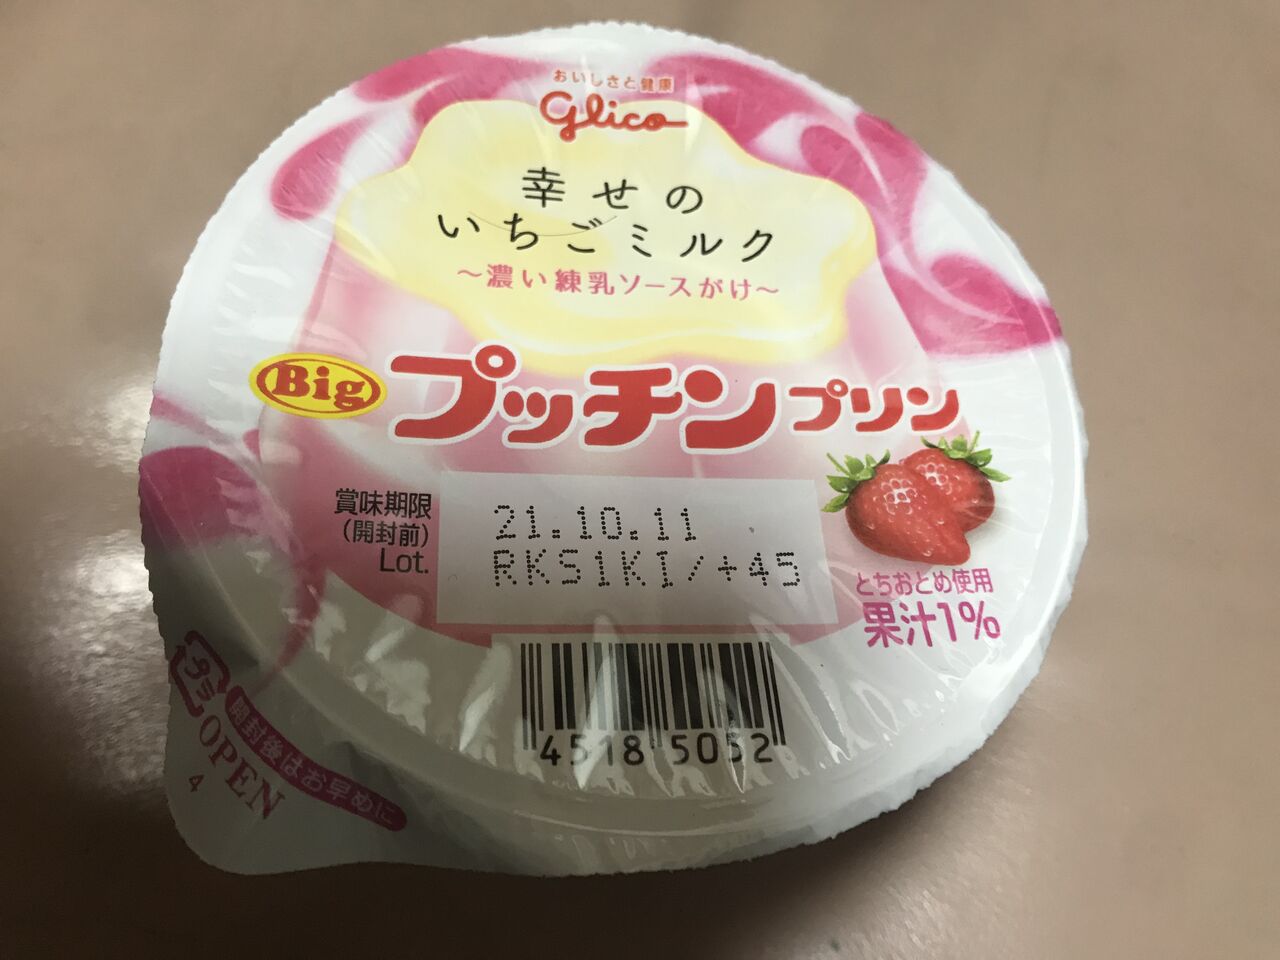 おいしさと健康
Glico
幸せの
いちごミルク
～濃い練乳ソースがけ～
Big プッチンプリン
賞味期限
(開封前)
Lot.
21.10.11
RKS1KI/+45
とちおとめ使用
果汁1%
4518 5052
プラ
OPEN
開封後はお早めに
4